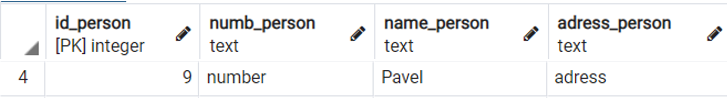 id_person numb_person name_person adress_person
[PK] integer text text text
4 9 number Pavel adress